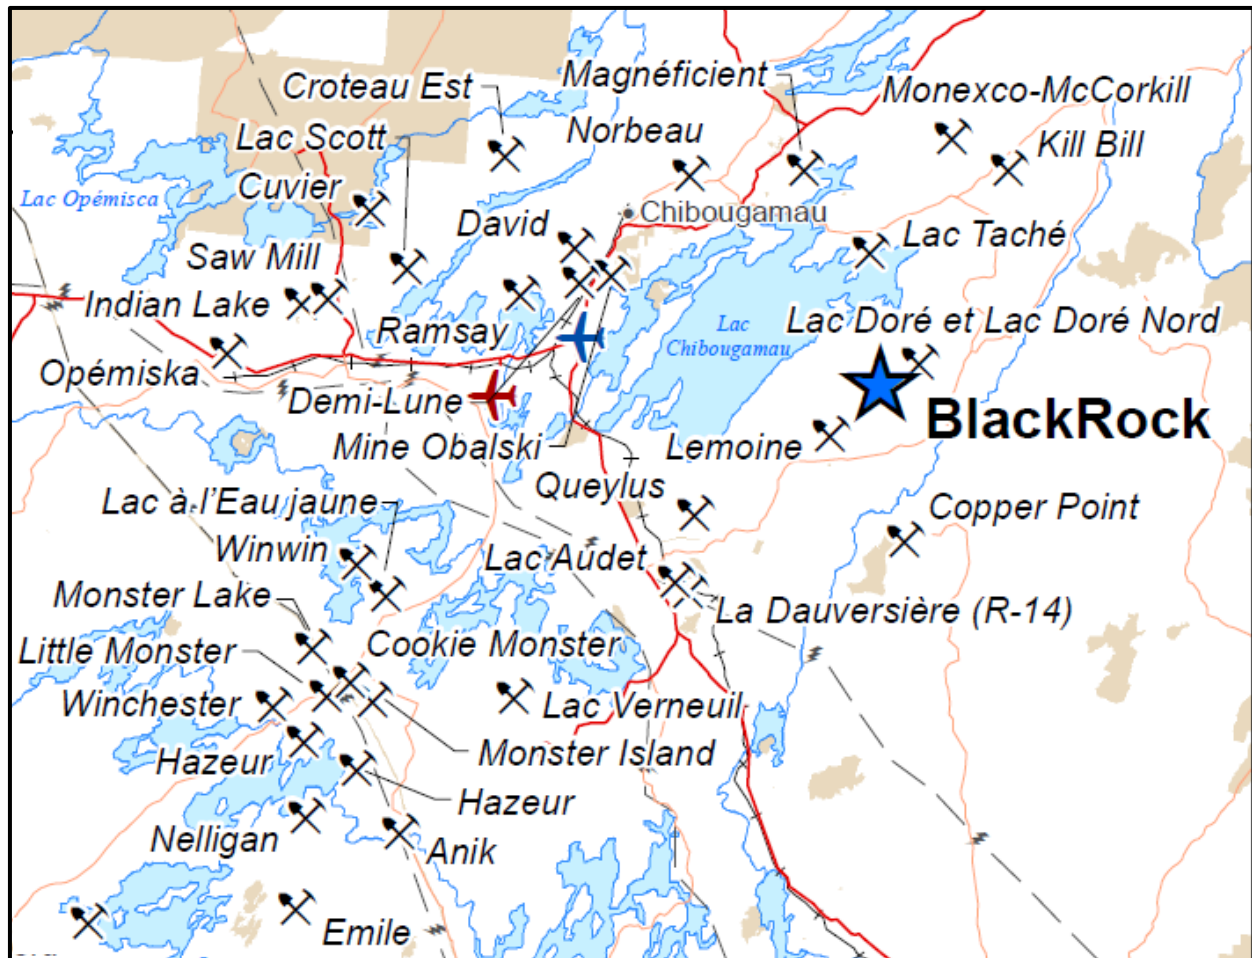 Magnéficient
Croteau Est
Monexco-McCorkill
Norbeau
Lac Scott
Kill Bill
Cuvier
Lac Opémisca
Chibougamau
David
Lac Taché
Saw Mill
Indian Lake
Ramsay
Lac
Chibougamau
Lac Doré et Lac Doré Nord
Opémiska
Demi-Lune
BlackRock
Mine Obalski
Lemoine
Queylus
Lac à l'Eau jaune
Copper Point
Winwin
Lac Audet
Monster Lake
La Dauversière (R-14)
Little Monster
Cookie Monster
Winchester
Lac Verneuil
Monster Island
Hazeur
Hazeur
Nelligan
Anik
Emile